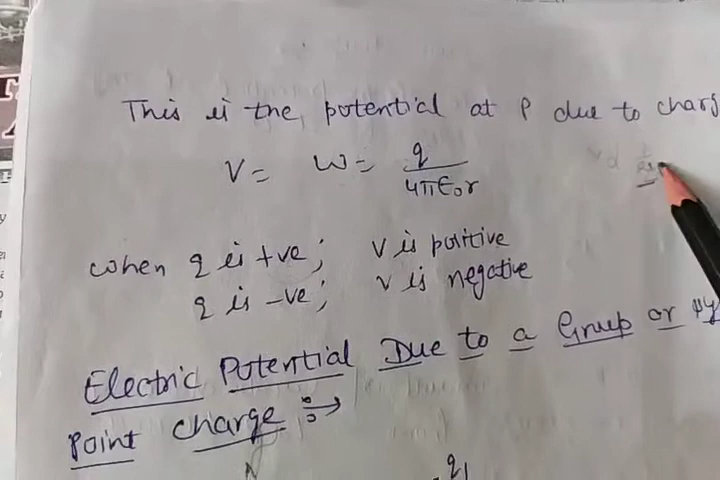 This is the potential at P due to charg
V = W = q / 4πϵ₀r
V α 1
when q is +ve; V is positive
q is -ve; V is negative
Electric Potential Due to a Group or
Point charge :→
q1